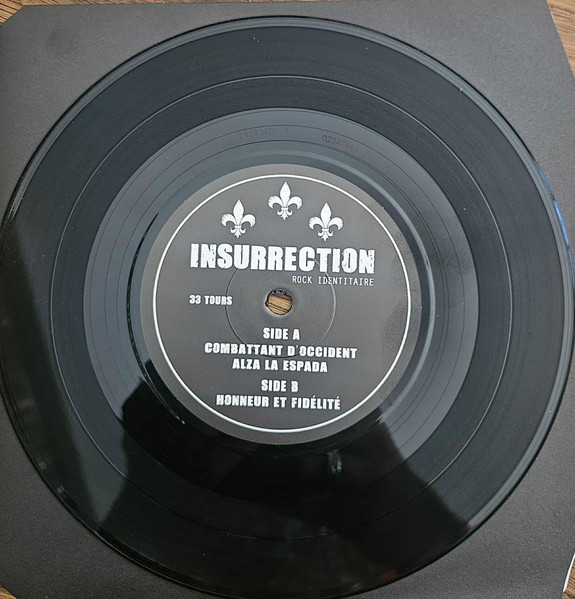 INSURRECTION
ROCK IDENTITAIRE
33 TOURS
SIDE A
COMBATTANT D'OCCIDENT
ALZA LA ESPADA
SIDE B
HONNEUR ET FIDÉLITÉ